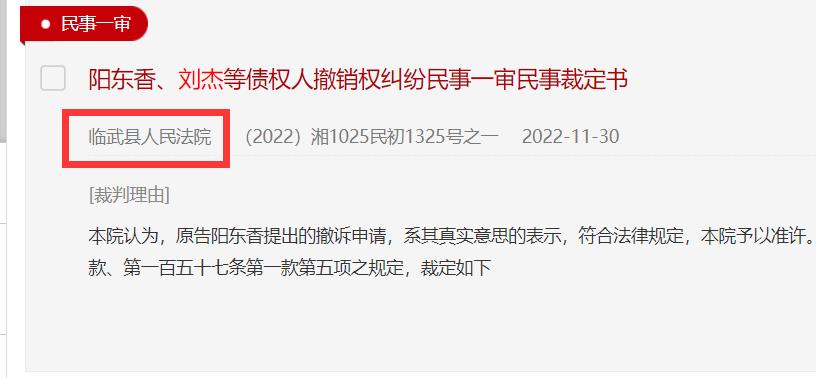 民事一审
阳东香、刘杰等债权人撤销权纠纷民事一审民事裁定书
临武县人民法院 （2022）湘1025民初1325号之一 2022-11-30
[裁判理由]
本院认为，原告阳东香提出的撤诉申请，系其真实意思的表示，符合法律规定，本院予以准许。
款、第一百五十七条第一款第五项之规定，裁定如下